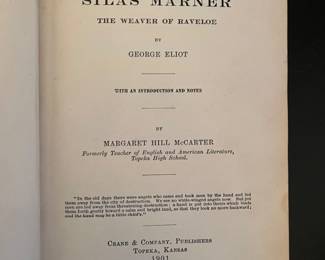 SILAS MARNER
THE WEAVER OF RAVELOE
BY
GEORGE ELIOT
WITH AN INTRODUCTION AND NOTES
BY
MARGARET HILL McCARTER
Formerly Teacher of English and American Literature,
Topeka High School.
"In the old days there were angels who came and took men by the hand and led
them away from the city of destruction. We see no white-winged angels now. But yet
men are led away from threatening destruction: a hand is put into theirs which leads
them forth gently toward a calm and bright land, so that they look no more backward;
and the hand may be a little child's."
CRANE & COMPANY, PUBLISHERS
TOPEKA, KANSAS
1901